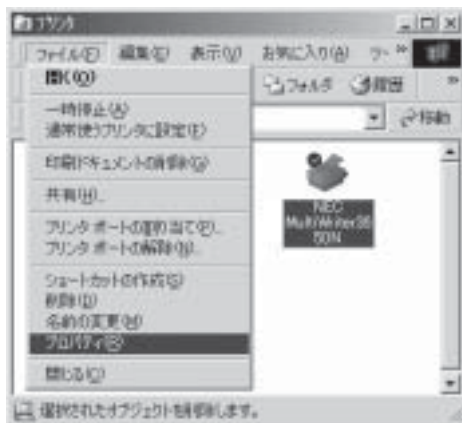 プリンタ
ファイル(F) 編集(E) 表示(V) お気に入り(A) ツ- »
開く(O)
フォルダ 履歴 »
一時停止(A)
通常使うプリンタに設定(E)
移動
印刷ドキュメントの削除(G)
共有(H)...
プリンタ ポートの割り当て(P)...
プリンタ ポートの解除(N)...
NEC
MultiWriter36
50N
ショートカットの作成(S)
削除(D)
名前の変更(M)
プロパティ(R)
閉じる(C)
選択されたオブジェクトを削除します。